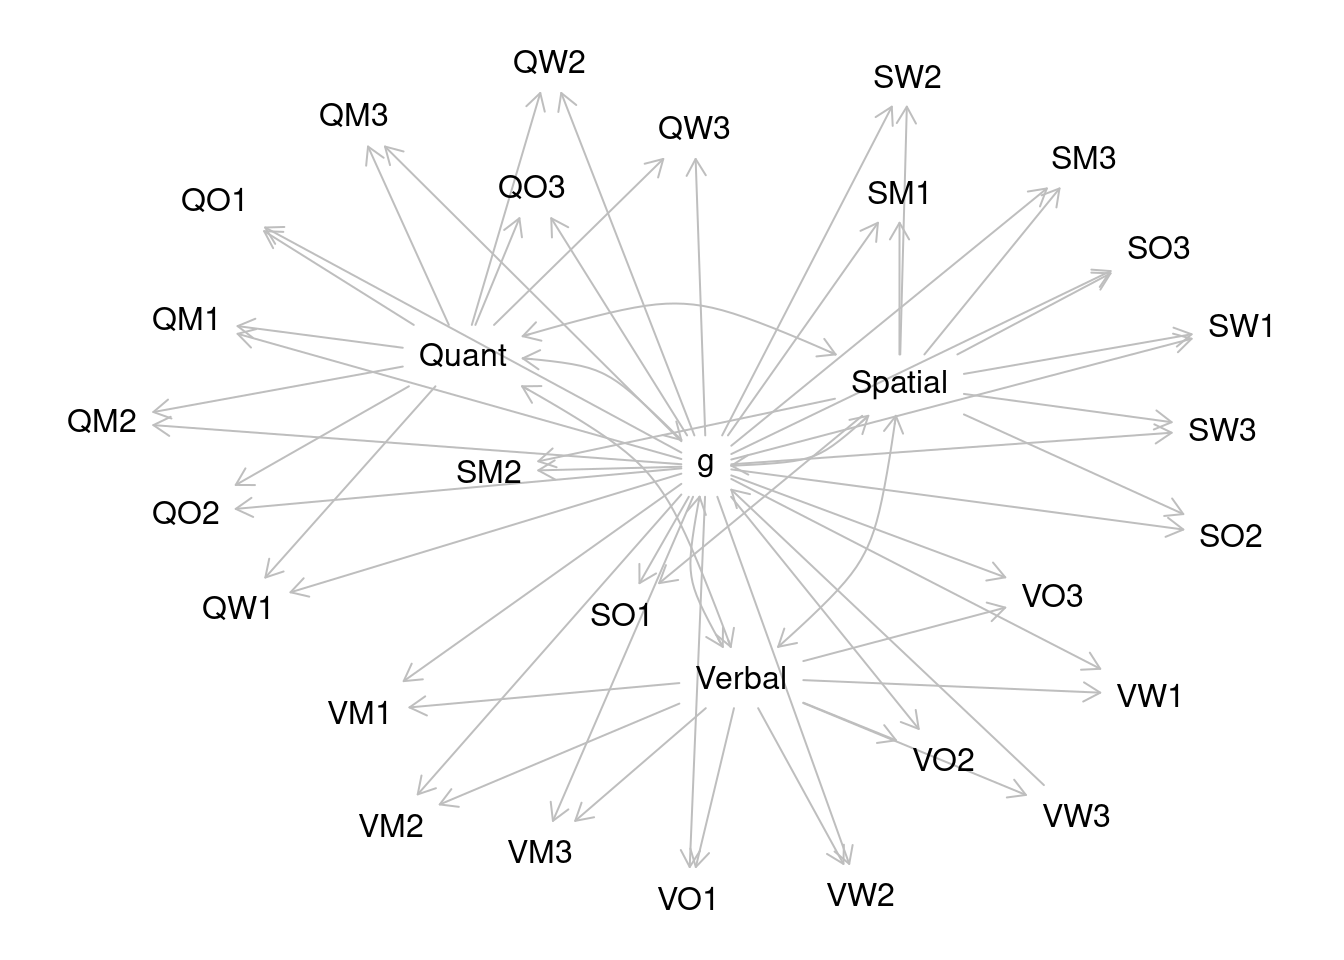 QW2
SW2
QM3
QW3
SM3
QO3
SM1
QO1
SO3
QM1
SW1
Quant
Spatial
QM2
SW3
g
SM2
QO2
SO2
VO3
QW1
SO1
Verbal
VW1
VM1
VO2
VW3
VM2
VM3
VW2
VO1